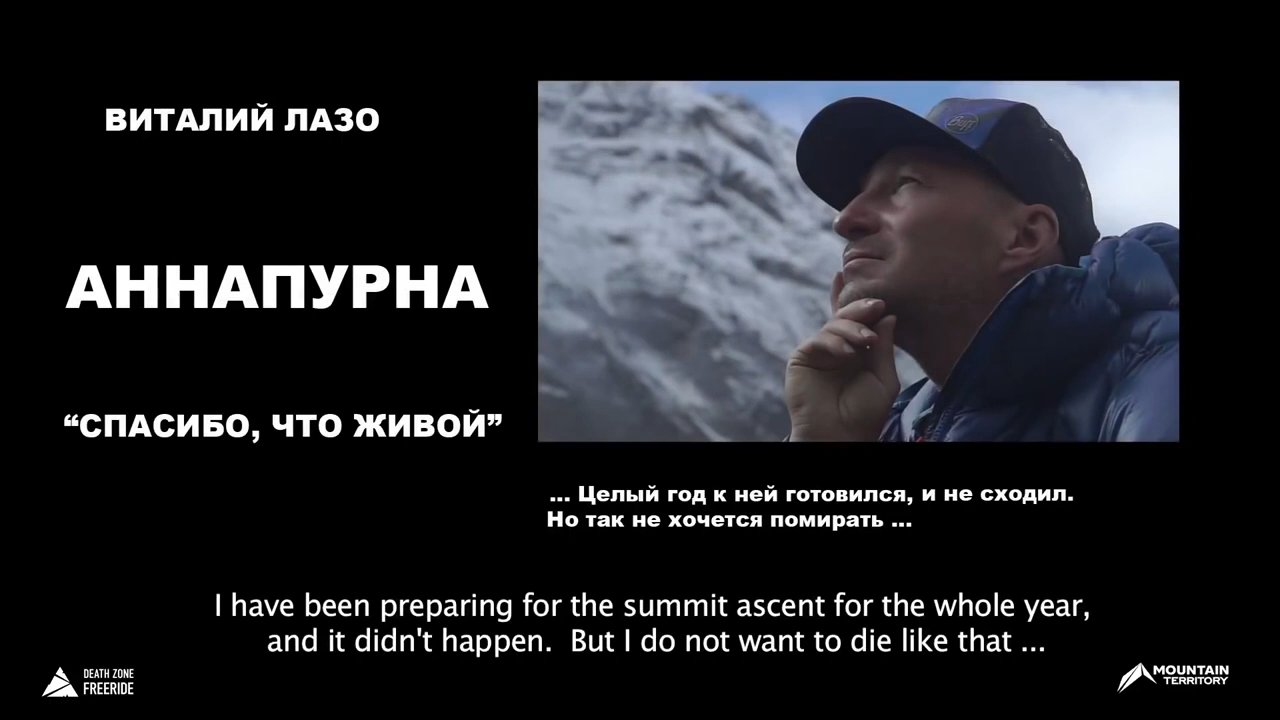 ВИТАЛИЙ ЛАЗО
АННАПУРНА
“СПАСИБО, ЧТО ЖИВОЙ”
Buff
... Целый год к ней готовился, и не сходил.
Но так не хочется помирать ...
I have been preparing for the summit ascent for the whole year,
and it didn't happen. But I do not want to die like that ...
DEATH ZONE
FREERIDE
MOUNTAIN
TERRITORY